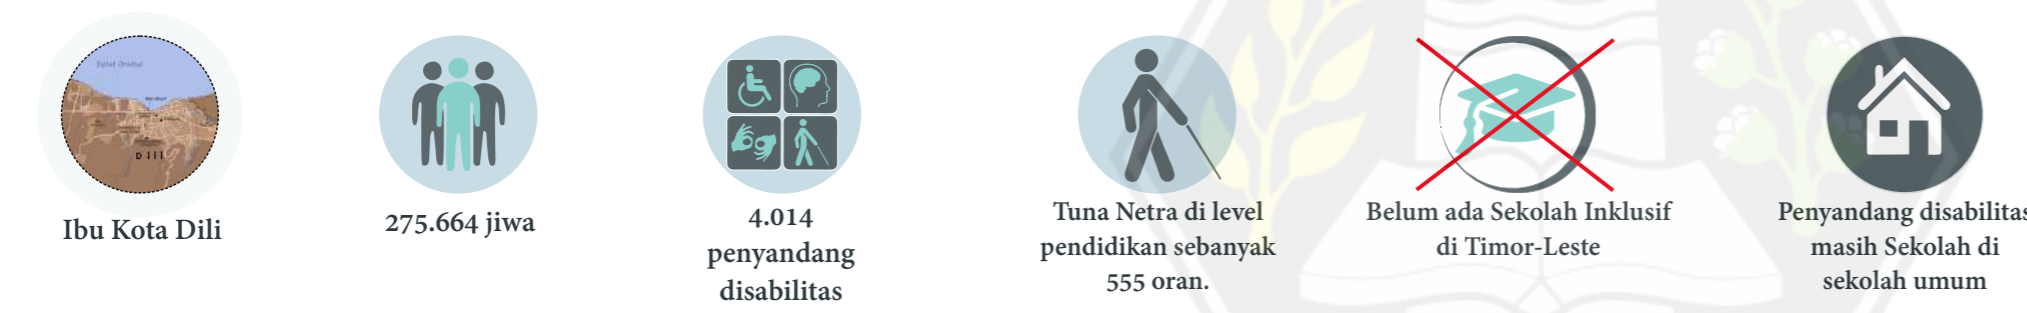 DILI
Ibu Kota Dili
275.664 jiwa
4.014
penyandang
disabilitas
Tuna Netra di level
pendidikan sebanyak
555 oran.
Belum ada Sekolah Inklusif
di Timor-Leste
Penyandang disabilitas
masih Sekolah di
sekolah umum